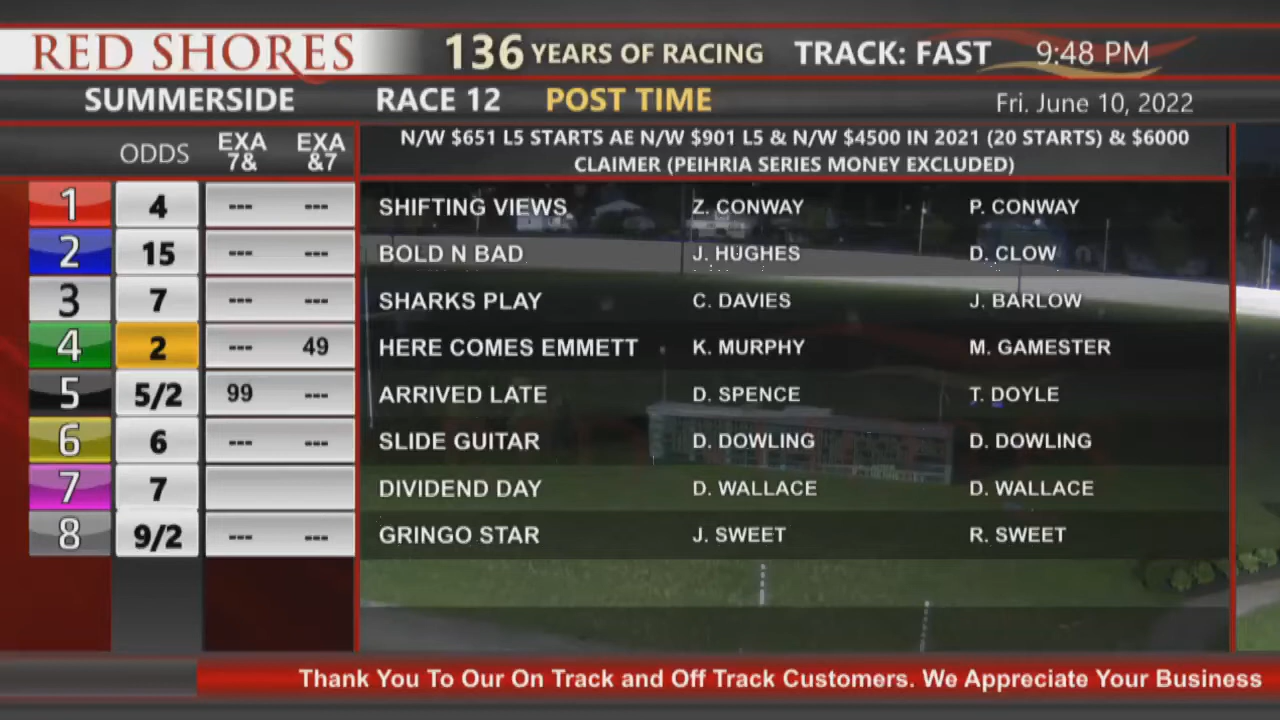 RED SHORES 136 YEARS OF RACING TRACK: FAST 9:48 PM
SUMMERSIDE RACE 12 POST TIME Fri. June 10, 2022
ODDS EXA 7& EXA &7
N/W $651 L5 STARTS AE N/W $901 L5 & N/W $4500 IN 2021 (20 STARTS) & $6000
CLAIMER (PEIHRIA SERIES MONEY EXCLUDED)
1 4 --- --- SHIFTING VIEWS Z. CONWAY P. CONWAY
2 15 --- --- BOLD N BAD J. HUGHES D. CLOW
3 7 --- --- SHARKS PLAY C. DAVIES J. BARLOW
4 2 --- 49 HERE COMES EMMETT K. MURPHY M. GAMESTER
5 5/2 99 --- ARRIVED LATE D. SPENCE T. DOYLE
6 6 --- --- SLIDE GUITAR D. DOWLING D. DOWLING
7 7 DIVIDEND DAY D. WALLACE D. WALLACE
8 9/2 --- --- GRINGO STAR J. SWEET R. SWEET
Thank You To Our On Track and Off Track Customers. We Appreciate Your Business